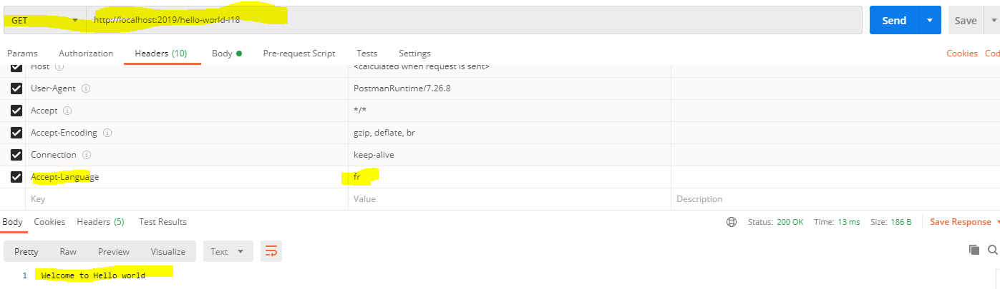 GET http://localhost:2019/hello-world-i18 Send Save
Params Authorization Headers (10) Body Pre-request Script Tests Settings Cookies Cod
Host <calculated when request is sent>
User-Agent PostmanRuntime/7.26.8
Accept */*
Accept-Encoding gzip, deflate, br
Connection keep-alive
Accept-Language fr
Key Value Description
Body Cookies Headers (5) Test Results Status: 200 OK Time: 13 ms Size: 186 B Save Response
Pretty Raw Preview Visualize Text
1 Welcome to Hello world